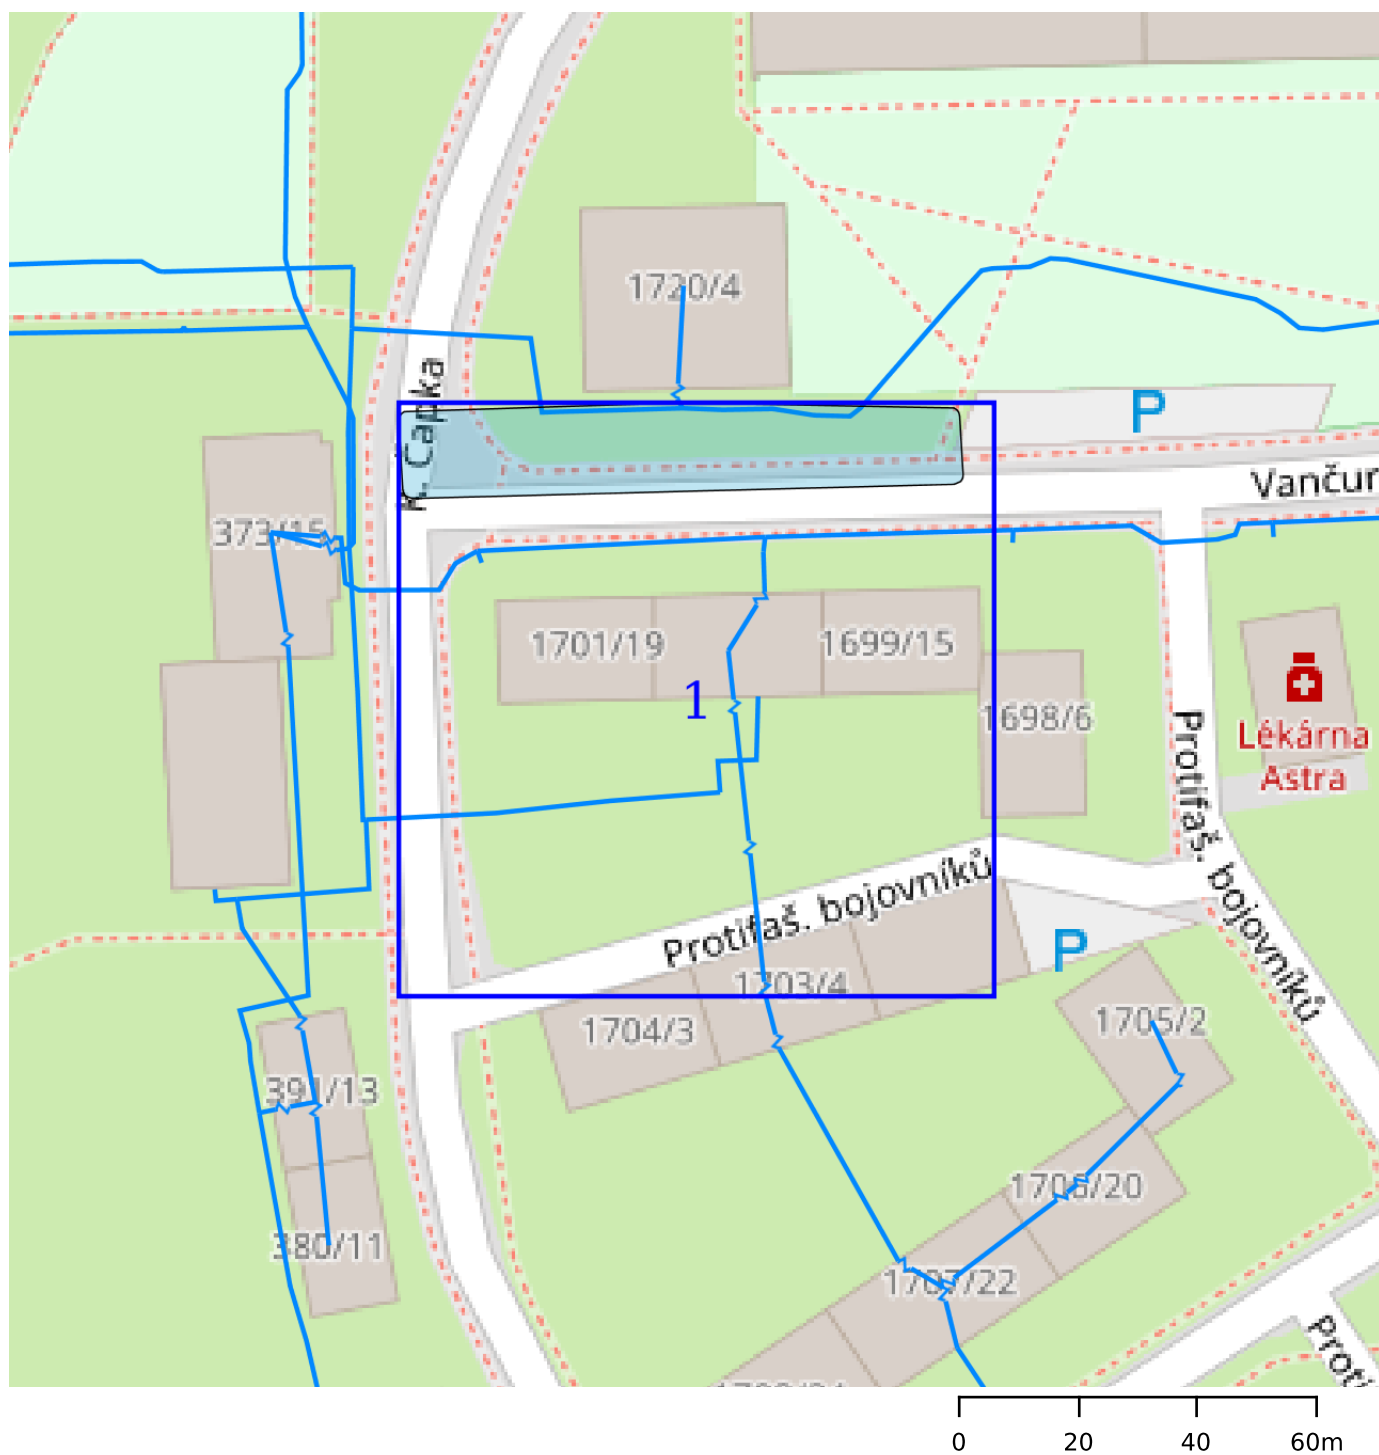 1720/4
K. Čapka
P
Vančur
373/15
1701/19
1699/15
1
1698/6
Lékárna
Astra
Protifaš. bojovníků
Protifaš. bojovníků
P
1703/4
1704/3
1705/2
391/13
1706/20
380/11
1707/22
Proti
0 20 40 60m